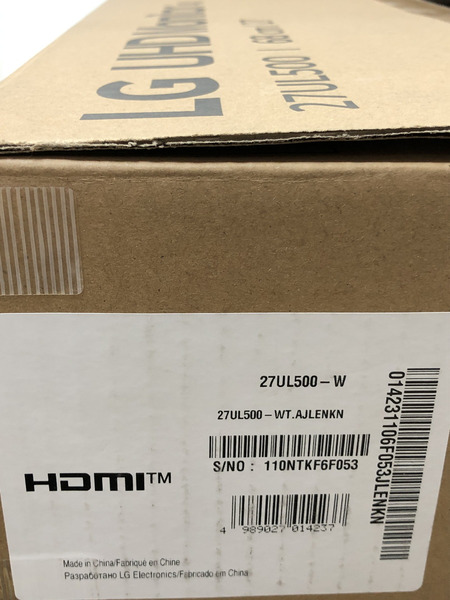 LG UHD
27UL500 |
27UL500-W
27UL500-WT.AJLENKN
S/NO : 110NTKF6F053
HDMI™
4 989027 014237
014231106F053JLENKN
Made in China/Fabriqué en Chine
Разработано LG Electronics/Fabricado em China